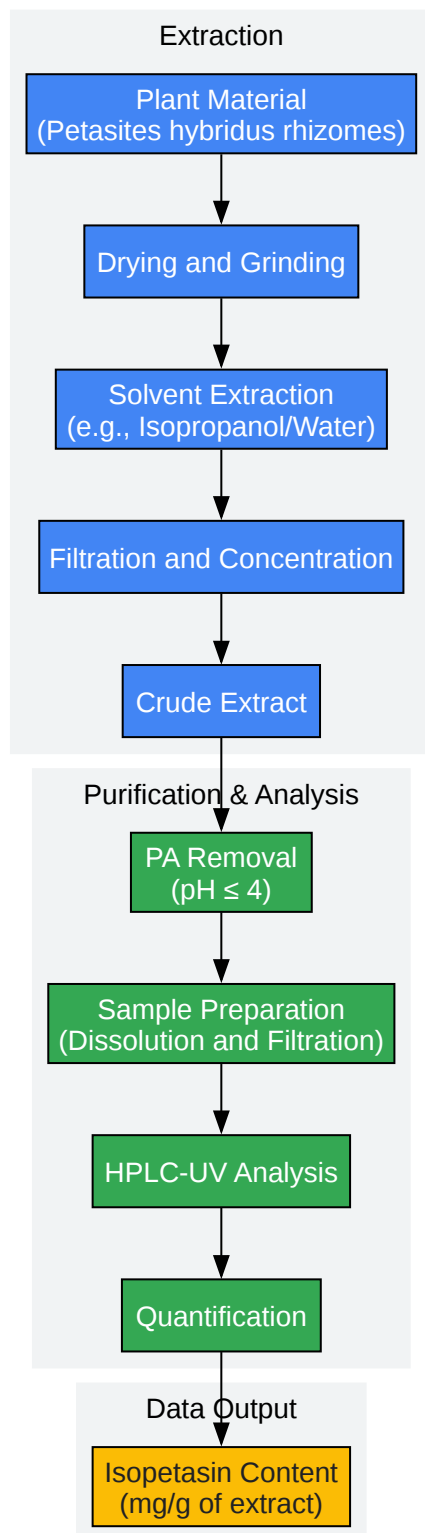 Extraction
Plant Material
(Petasites hybridus rhizomes)
Drying and Grinding
Solvent Extraction
(e.g., Isopropanol/Water)
Filtration and Concentration
Crude Extract
Purification & Analysis
PA Removal
(pH ≤ 4)
Sample Preparation
(Dissolution and Filtration)
HPLC-UV Analysis
Quantification
Data Output
Isopetasin Content
(mg/g of extract)